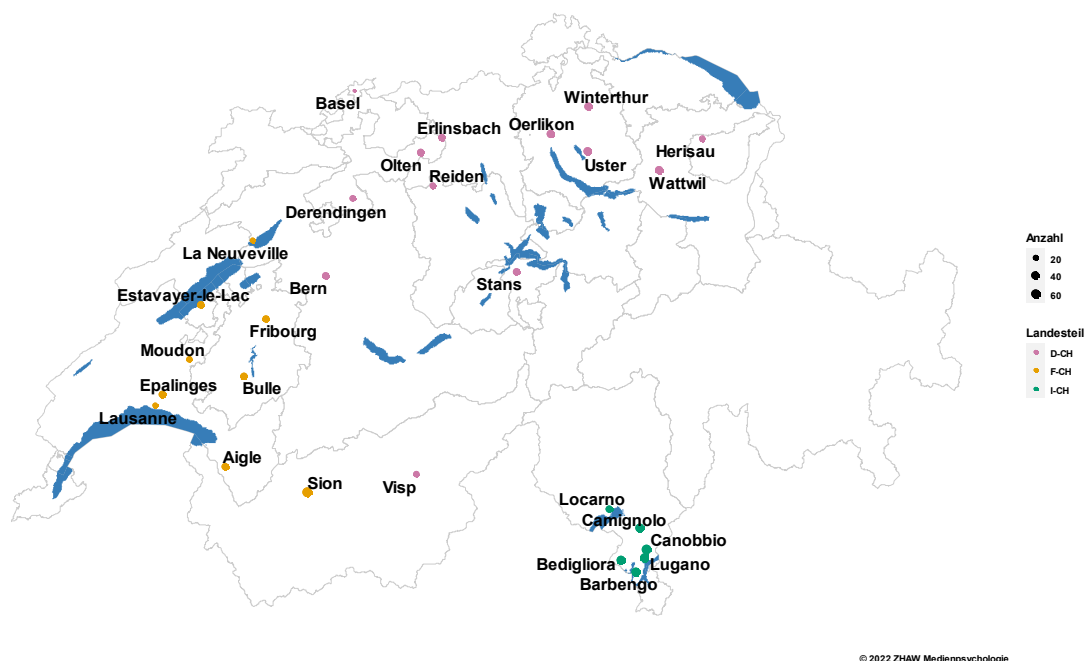 Basel
Winterthur
Erlinsbach
Oerlikon
Olten
Uster
Herisau
Reiden
Wattwil
Derendingen
La Neuveville
Bern
Stans
Estavayer-le-Lac
Fribourg
Moudon
Epalinges
Bulle
Lausanne
Aigle
Sion
Visp
Locarno
Camignolo
Canobbio
Bedigliora
Lugano
Barbengo
Anzahl
20
40
60
Landesteil
D-CH
F-CH
I-CH
© 2022 ZHAW Medienpsychologie